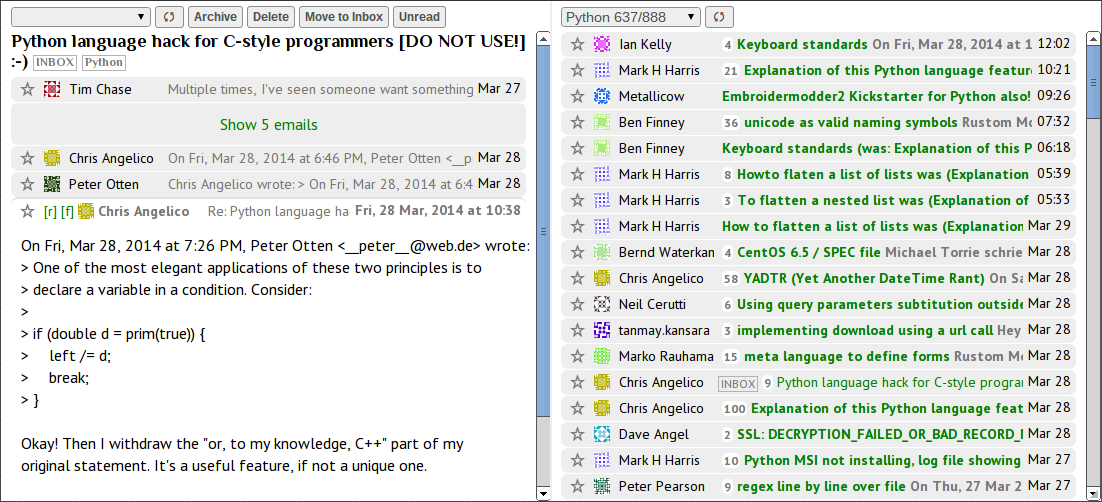 Archive Delete Move to Inbox Unread
Python language hack for C-style programmers [DO NOT USE!]
:-) INBOX Python
Tim Chase Multiple times, I've seen someone want something Mar 27
Show 5 emails
Chris Angelico On Fri, Mar 28, 2014 at 6:46 PM, Peter Otten <__p Mar 28
Peter Otten Chris Angelico wrote: > On Fri, Mar 28, 2014 at 6:4 Mar 28
[r] [f] Chris Angelico Re: Python language ha Fri, 28 Mar, 2014 at 10:38
On Fri, Mar 28, 2014 at 7:26 PM, Peter Otten <__peter__@web.de> wrote:
> One of the most elegant applications of these two principles is to
> declare a variable in a condition. Consider:
>
> if (double d = prim(true)) {
> left /= d;
> break;
> }
Okay! Then I withdraw the "or, to my knowledge, C++" part of my
original statement. It's a useful feature, if not a unique one.
Python 637/888
Ian Kelly 4 Keyboard standards On Fri, Mar 28, 2014 at 1 12:02
Mark H Harris 21 Explanation of this Python language featur 10:21
Metallicow Embroidermodder2 Kickstarter for Python also! 09:26
Ben Finney 36 unicode as valid naming symbols Rustom Mo 07:32
Ben Finney Keyboard standards (was: Explanation of this P 06:18
Mark H Harris 8 Howto flaten a list of lists was (Explanation 05:39
Mark H Harris 3 To flatten a nested list was (Explanation of 05:33
Mark H Harris How to flatten a list of lists was (Explanation Mar 29
Bernd Waterkan 4 CentOS 6.5 / SPEC file Michael Torrie schrie Mar 28
Chris Angelico 58 YADTR (Yet Another DateTime Rant) On Sa Mar 28
Neil Cerutti 6 Using query parameters subtitution outside Mar 28
tanmay.kansara 3 implementing download using a url call Hey Mar 28
Marko Rauhama 15 meta language to define forms Rustom Mo Mar 28
Chris Angelico INBOX 9 Python language hack for C-style progra Mar 28
Chris Angelico 100 Explanation of this Python language feat Mar 28
Dave Angel 2 SSL: DECRYPTION_FAILED_OR_BAD_RECORD_ Mar 28
Mark H Harris 10 Python MSI not installing, log file showing Mar 27
Peter Pearson 9 regex line by line over file On Thu, 27 Mar 2 Mar 27